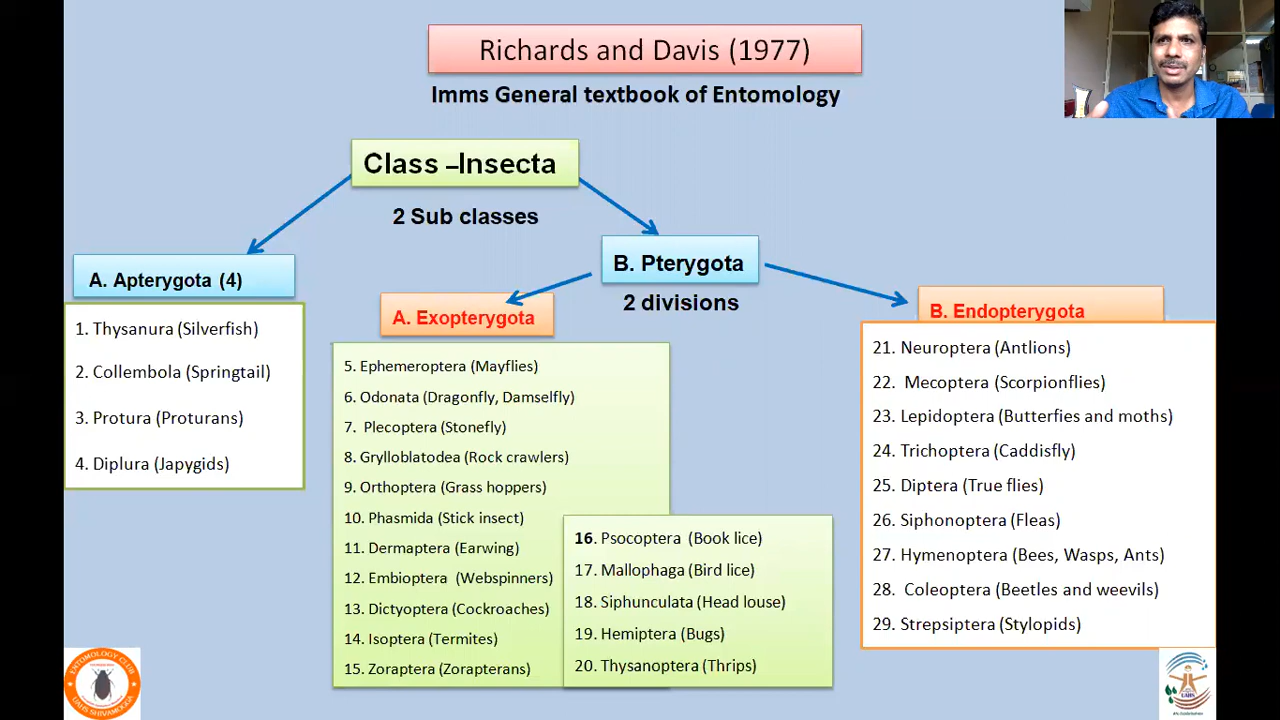 Richards and Davis (1977)
Imms General textbook of Entomology
Class –Insecta
2 Sub classes
A. Apterygota (4)
1. Thysanura (Silverfish)
2. Collembola (Springtail)
3. Protura (Proturans)
4. Diplura (Japygids)
B. Pterygota
2 divisions
A. Exopterygota
5. Ephemeroptera (Mayflies)
6. Odonata (Dragonfly, Damselfly)
7. Plecoptera (Stonefly)
8. Grylloblatodea (Rock crawlers)
9. Orthoptera (Grass hoppers)
10. Phasmida (Stick insect)
11. Dermaptera (Earwing)
12. Embioptera (Webspinners)
13. Dictyoptera (Cockroaches)
14. Isoptera (Termites)
15. Zoraptera (Zorapterans)
16. Psocoptera (Book lice)
17. Mallophaga (Bird lice)
18. Siphunculata (Head louse)
19. Hemiptera (Bugs)
20. Thysanoptera (Thrips)
B. Endopterygota
21. Neuroptera (Antlions)
22. Mecoptera (Scorpionflies)
23. Lepidoptera (Butterfies and moths)
24. Trichoptera (Caddisfly)
25. Diptera (True flies)
26. Siphonoptera (Fleas)
27. Hymenoptera (Bees, Wasps, Ants)
28. Coleoptera (Beetles and weevils)
29. Strepsiptera (Stylopids)
ENTOMOLOGY CLUB
UAHS SHIVAMOGGA
UAHS